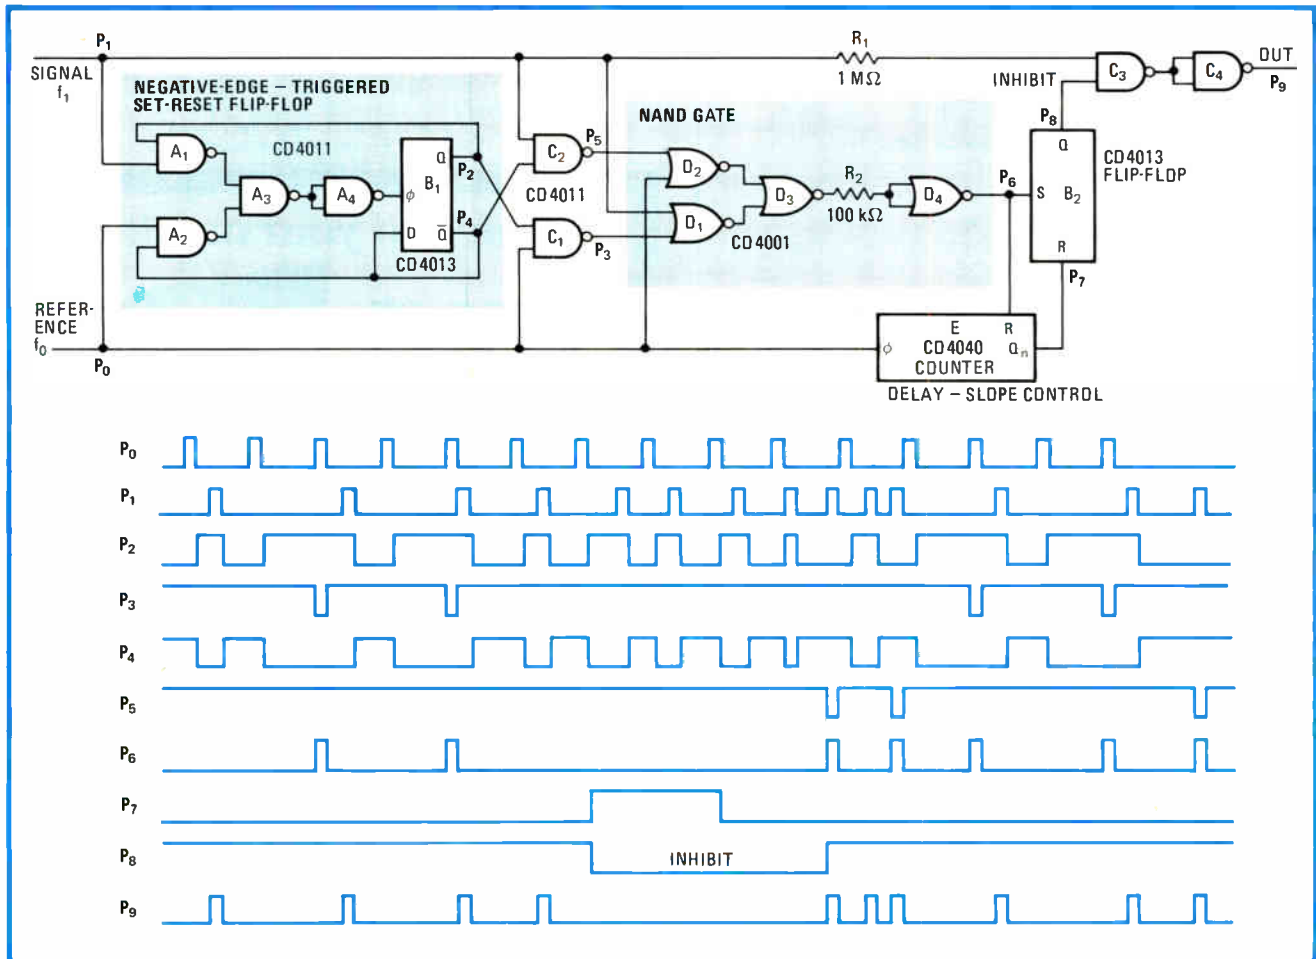 P₁
SIGNAL
f₁
NEGATIVE-EDGE – TRIGGERED
SET-RESET FLIP-FLOP
CD4011
A₁
A₂
A₃
A₄
ϕ
D
Q
B₁
Q̅
CD4013
P₂
P₄
C₂
P₅
CD4011
C₁
P₃
NAND GATE
D₂
D₁
D₃
CD4001
R₂
100 kΩ
D₄
P₆
R₁
1 MΩ
INHIBIT
C₃
C₄
OUT
P₉
P₈
Q
S
B₂
R
CD4013
FLIP-FLOP
P₇
REFER-
ENCE
f₀
P₀
E
R
ϕ
CD4040
Qₙ
COUNTER
DELAY – SLOPE CONTROL
P₀
P₁
P₂
P₃
P₄
P₅
P₆
P₇
P₈
INHIBIT
P₉